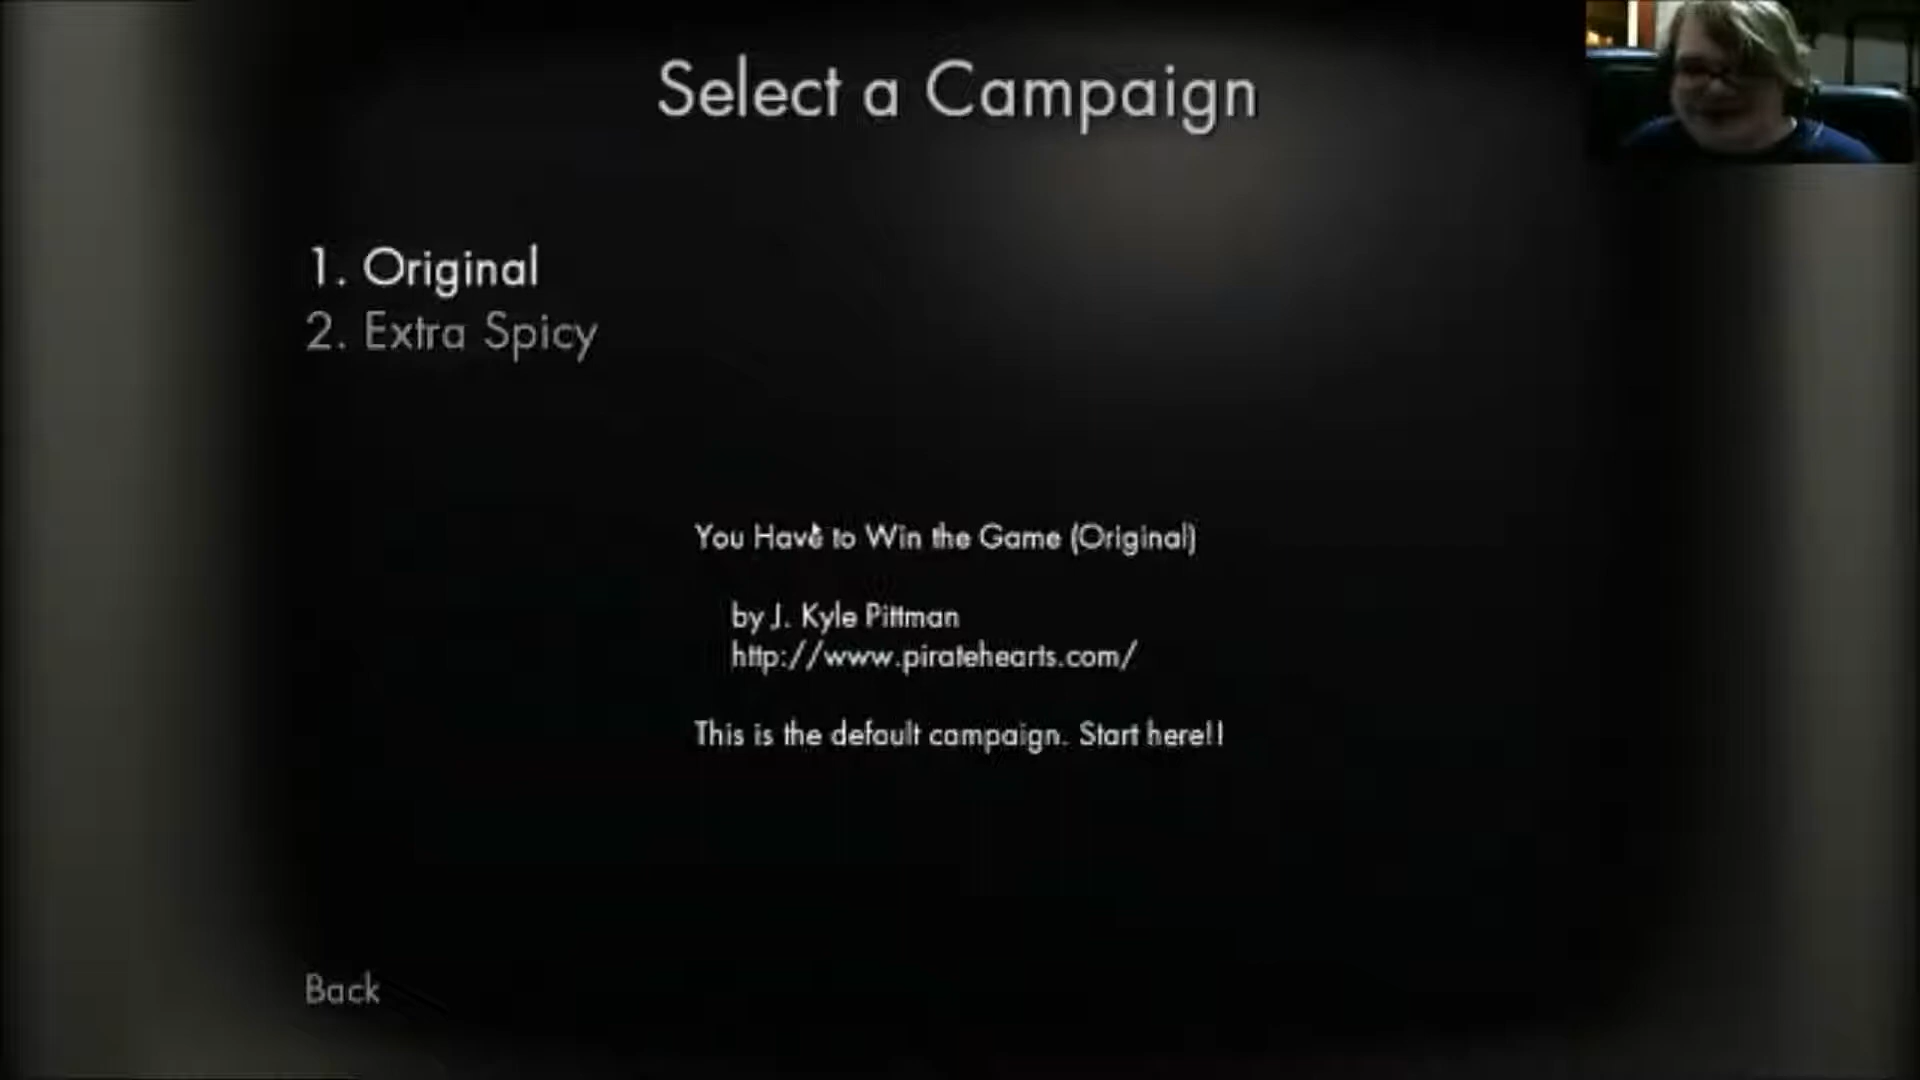 Select a Campaign
1. Original
2. Extra Spicy
You Have to Win the Game (Original)
by J. Kyle Pittman
http://www.piratehearts.com/
This is the default campaign. Start here!!
Back